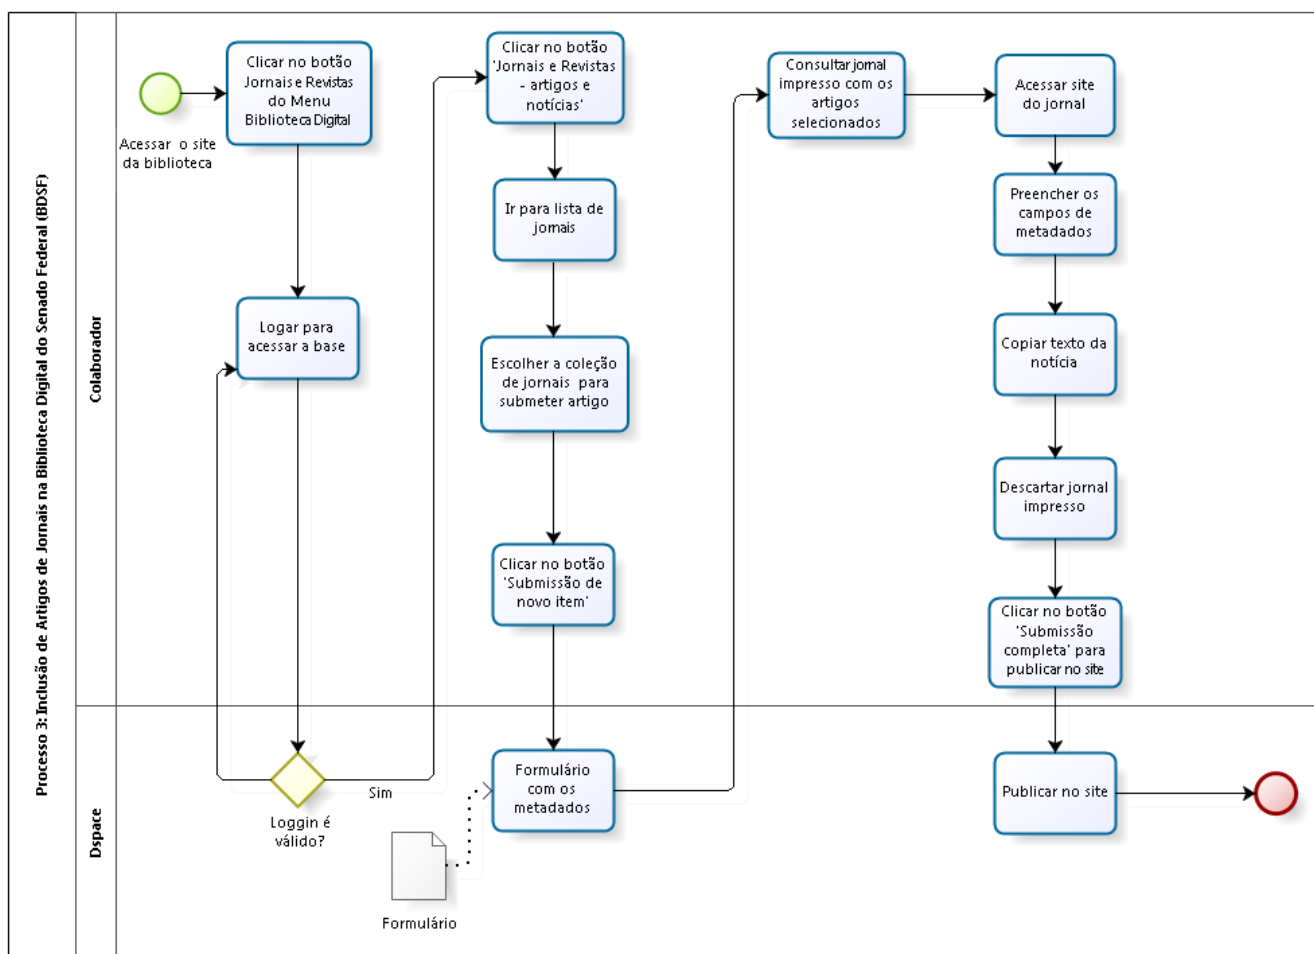 Processo 3: Inclusão de Artigos de Jornais na Biblioteca Digital do Senado Federal (BDSF)
Colaborador
Acessar o site
da biblioteca
Clicar no botão
Jornais e Revistas
do Menu
Biblioteca Digital
Logar para
acessar a base
Clicar no botão
'Jornais e Revistas
- artigos e
notícias'
Ir para lista de
jornais
Escolher a coleção
de jornais para
submeter artigo
Clicar no botão
'Submissão de
novo item'
Consultar jornal
impresso com os
artigos
selecionados
Acessar site
do jornal
Preencher os
campos de
metadados
Copiar texto da
notícia
Descartar jornal
impresso
Clicar no botão
'Submissão
completa' para
publicar no site
Dspace
Loggin é
válido?
Sim
Formulário
Formulário
com os
metadados
Publicar no site